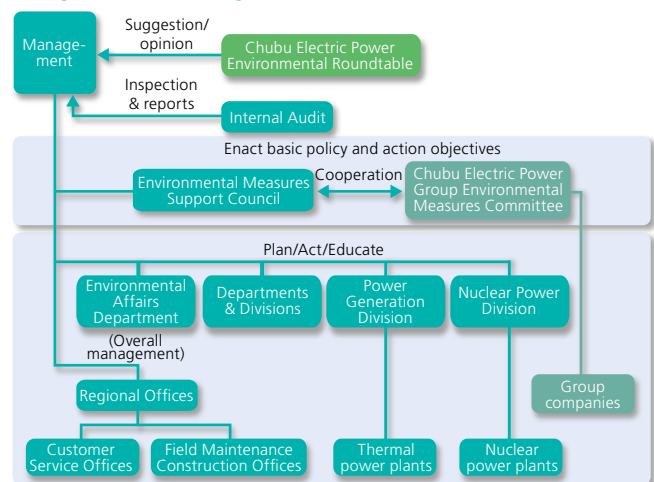 Manage-
ment
Suggestion/
opinion
Chubu Electric Power
Environmental Roundtable
Inspection
& reports
Internal Audit
Enact basic policy and action objectives
Environmental Measures
Support Council
Cooperation
Chubu Electric Power
Group Environmental
Measures Committee
Plan/Act/Educate
Environmental
Affairs
Department
(Overall
management)
Departments
& Divisions
Power
Generation
Division
Nuclear Power
Division
Regional Offices
Group
companies
Customer
Service Offices
Field Maintenance
Construction Offices
Thermal
power plants
Nuclear
power plants